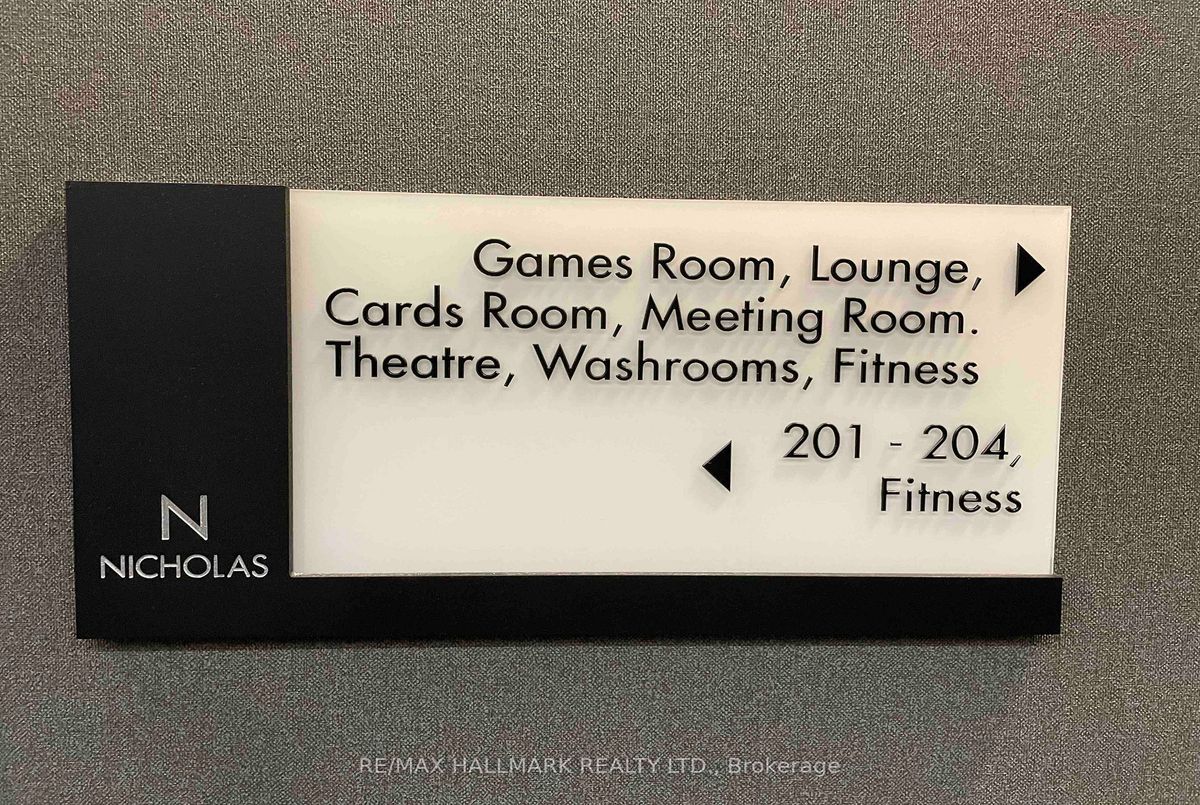 Games Room, Lounge,
Cards Room, Meeting Room.
Theatre, Washrooms, Fitness
201 - 204,
Fitness
N
NICHOLAS
RE/MAX HALLMARK REALTY LTD., Brokerage